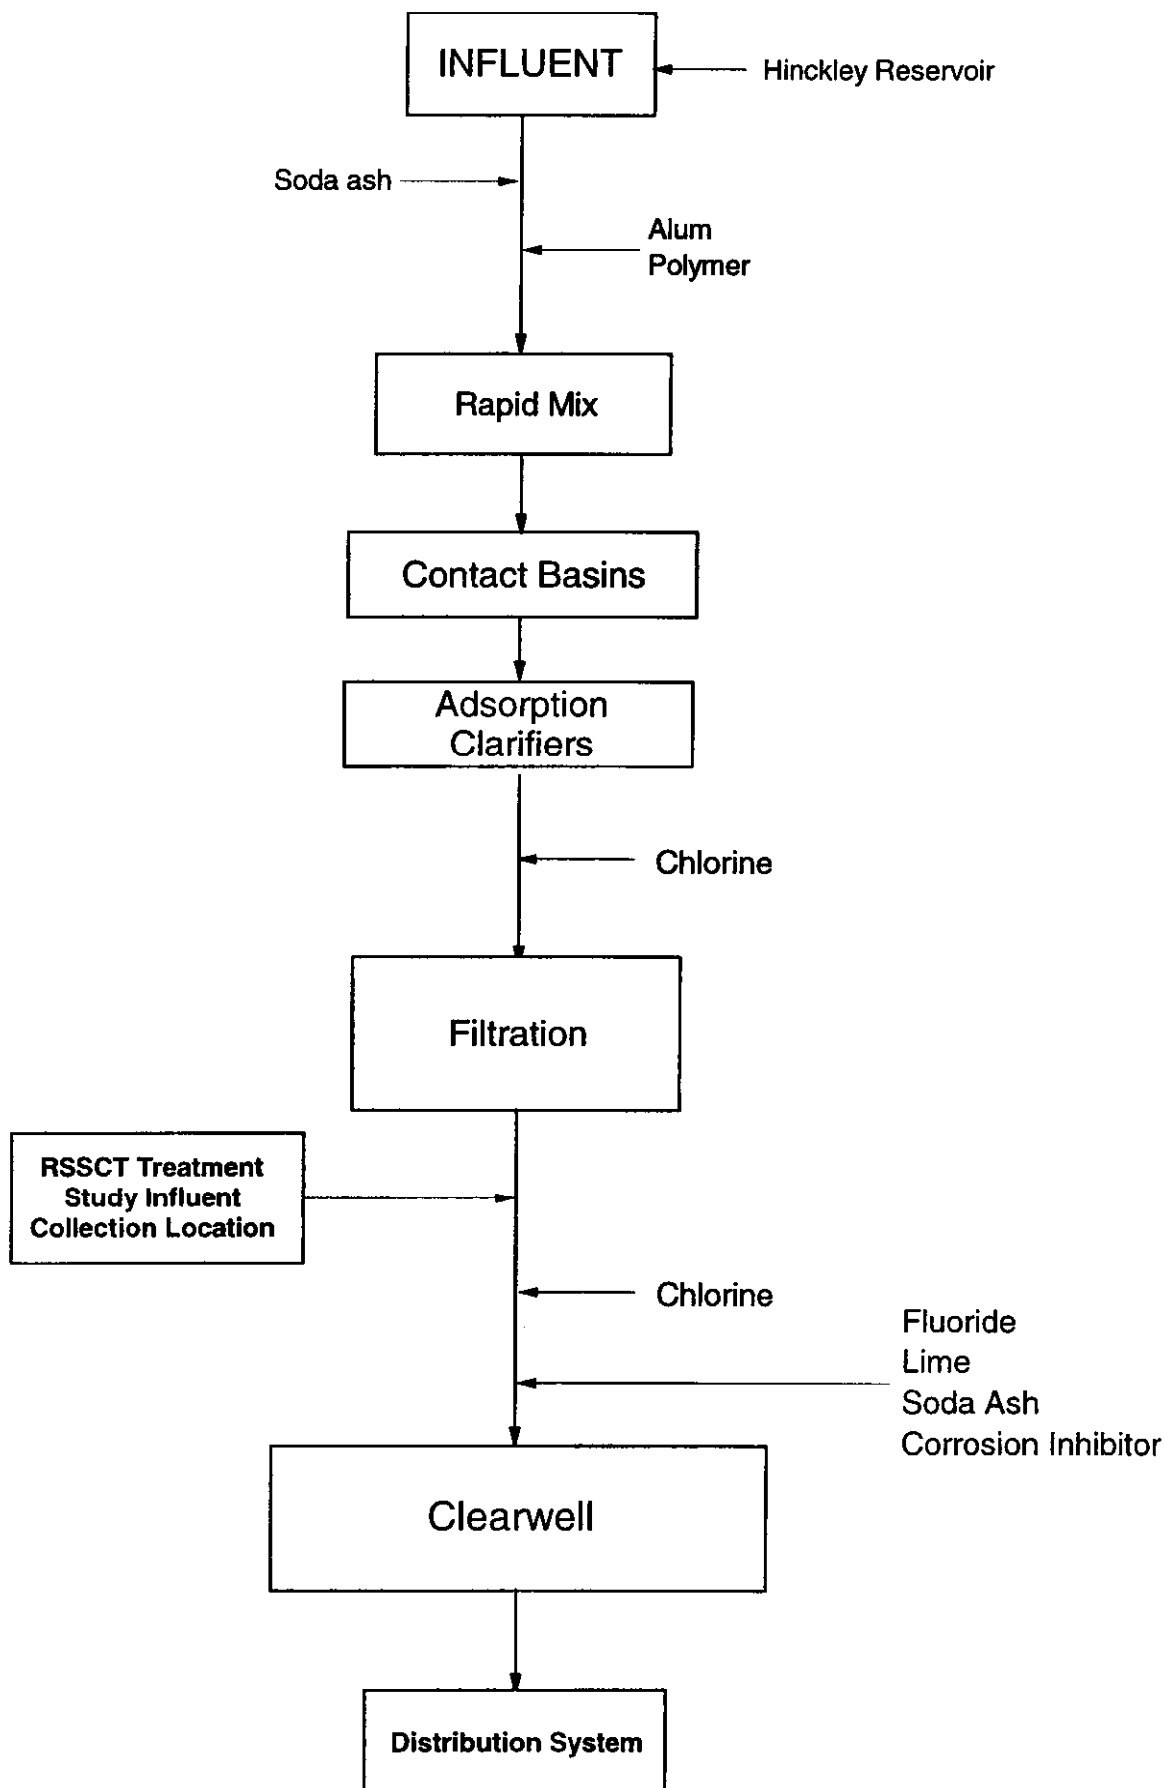 INFLUENT
Hinckley Reservoir
Soda ash
Alum
Polymer
Rapid Mix
Contact Basins
Adsorption
Clarifiers
Chlorine
Filtration
RSSCT Treatment
Study Influent
Collection Location
Chlorine
Fluoride
Lime
Soda Ash
Corrosion Inhibitor
Clearwell
Distribution System